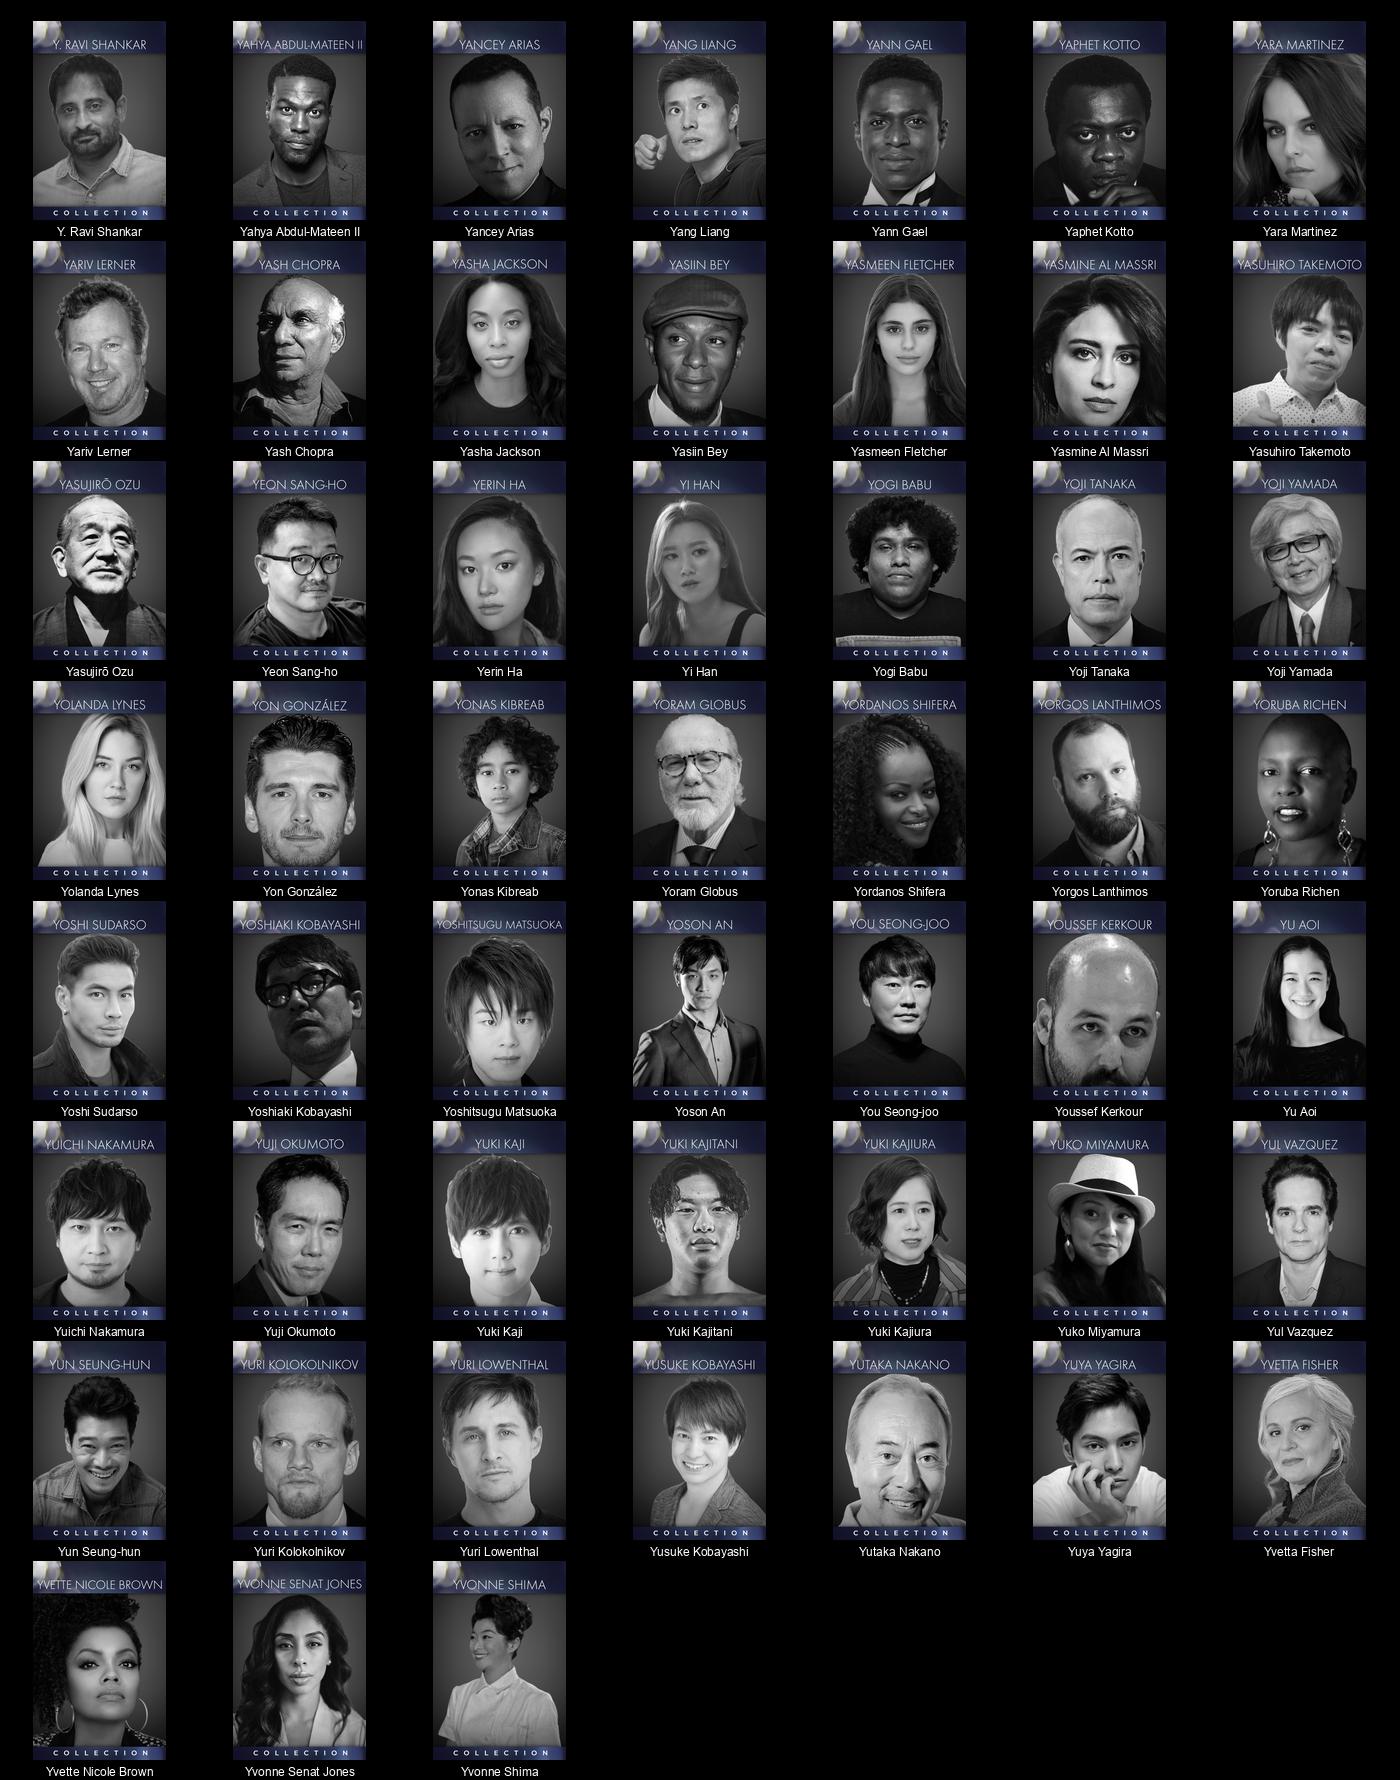 Y. RAVI SHANKAR YAHYA ABDUL-MATEEN II YANCEY ARIAS YANG LIANG YANN GAEL YAPHET KOTTO YARA MARTINEZ
COLLECTION COLLECTION COLLECTION COLLECTION COLLECTION COLLECTION COLLECTION
Y. Ravi Shankar Yahya Abdul-Mateen II Yancey Arias Yang Liang Yann Gael Yaphet Kotto Yara Martinez
YARIV LERNER YASH CHOPRA YASHA JACKSON YASIIN BEY YASMEEN FLETCHER YASMINE AL MASSRI YASUHIRO TAKEMOTO
COLLECTION COLLECTION COLLECTION COLLECTION COLLECTION COLLECTION COLLECTION
Yariv Lerner Yash Chopra Yasha Jackson Yasiin Bey Yasmeen Fletcher Yasmine Al Massri Yasuhiro Takemoto
YASUJIRŌ OZU YEON SANG-HO YERIN HA YI HAN YOGI BABU YOJI TANAKA YOJI YAMADA
COLLECTION COLLECTION COLLECTION COLLECTION COLLECTION COLLECTION COLLECTION
Yasujirō Ozu Yeon Sang-ho Yerin Ha Yi Han Yogi Babu Yoji Tanaka Yoji Yamada
YOLANDA LYNES YON GONZÁLEZ YONAS KIBREAB YORAM GLOBUS YORDANOS SHIFERA YORGOS LANTHIMOS YORUBA RICHEN
COLLECTION COLLECTION COLLECTION COLLECTION COLLECTION COLLECTION COLLECTION
Yolanda Lynes Yon González Yonas Kibreab Yoram Globus Yordanos Shifera Yorgos Lanthimos Yoruba Richen
YOSHI SUDARSO YOSHIAKI KOBAYASHI YOSHITSUGU MATSUOKA YOSON AN YOU SEONG-JOO YOUSSEF KERKOUR YU AOI
COLLECTION COLLECTION COLLECTION COLLECTION COLLECTION COLLECTION COLLECTION
Yoshi Sudarso Yoshiaki Kobayashi Yoshitsugu Matsuoka Yoson An You Seong-joo Youssef Kerkour Yu Aoi
YUICHI NAKAMURA YUJI OKUMOTO YUKI KAJI YUKI KAJITANI YUKI KAJIURA YUKO MIYAMURA YUL VAZQUEZ
COLLECTION COLLECTION COLLECTION COLLECTION COLLECTION COLLECTION COLLECTION
Yuichi Nakamura Yuji Okumoto Yuki Kaji Yuki Kajitani Yuki Kajiura Yuko Miyamura Yul Vazquez
YUN SEUNG-HUN YURI KOLOKOLNIKOV YURI LOWENTHAL YUSUKE KOBAYASHI YUTAKA NAKANO YUYA YAGIRA YVETTA FISHER
COLLECTION COLLECTION COLLECTION COLLECTION COLLECTION COLLECTION COLLECTION
Yun Seung-hun Yuri Kolokolnikov Yuri Lowenthal Yusuke Kobayashi Yutaka Nakano Yuya Yagira Yvetta Fisher
YVETTE NICOLE BROWN YVONNE SENAT JONES YVONNE SHIMA
COLLECTION COLLECTION COLLECTION
Yvette Nicole Brown Yvonne Senat Jones Yvonne Shima